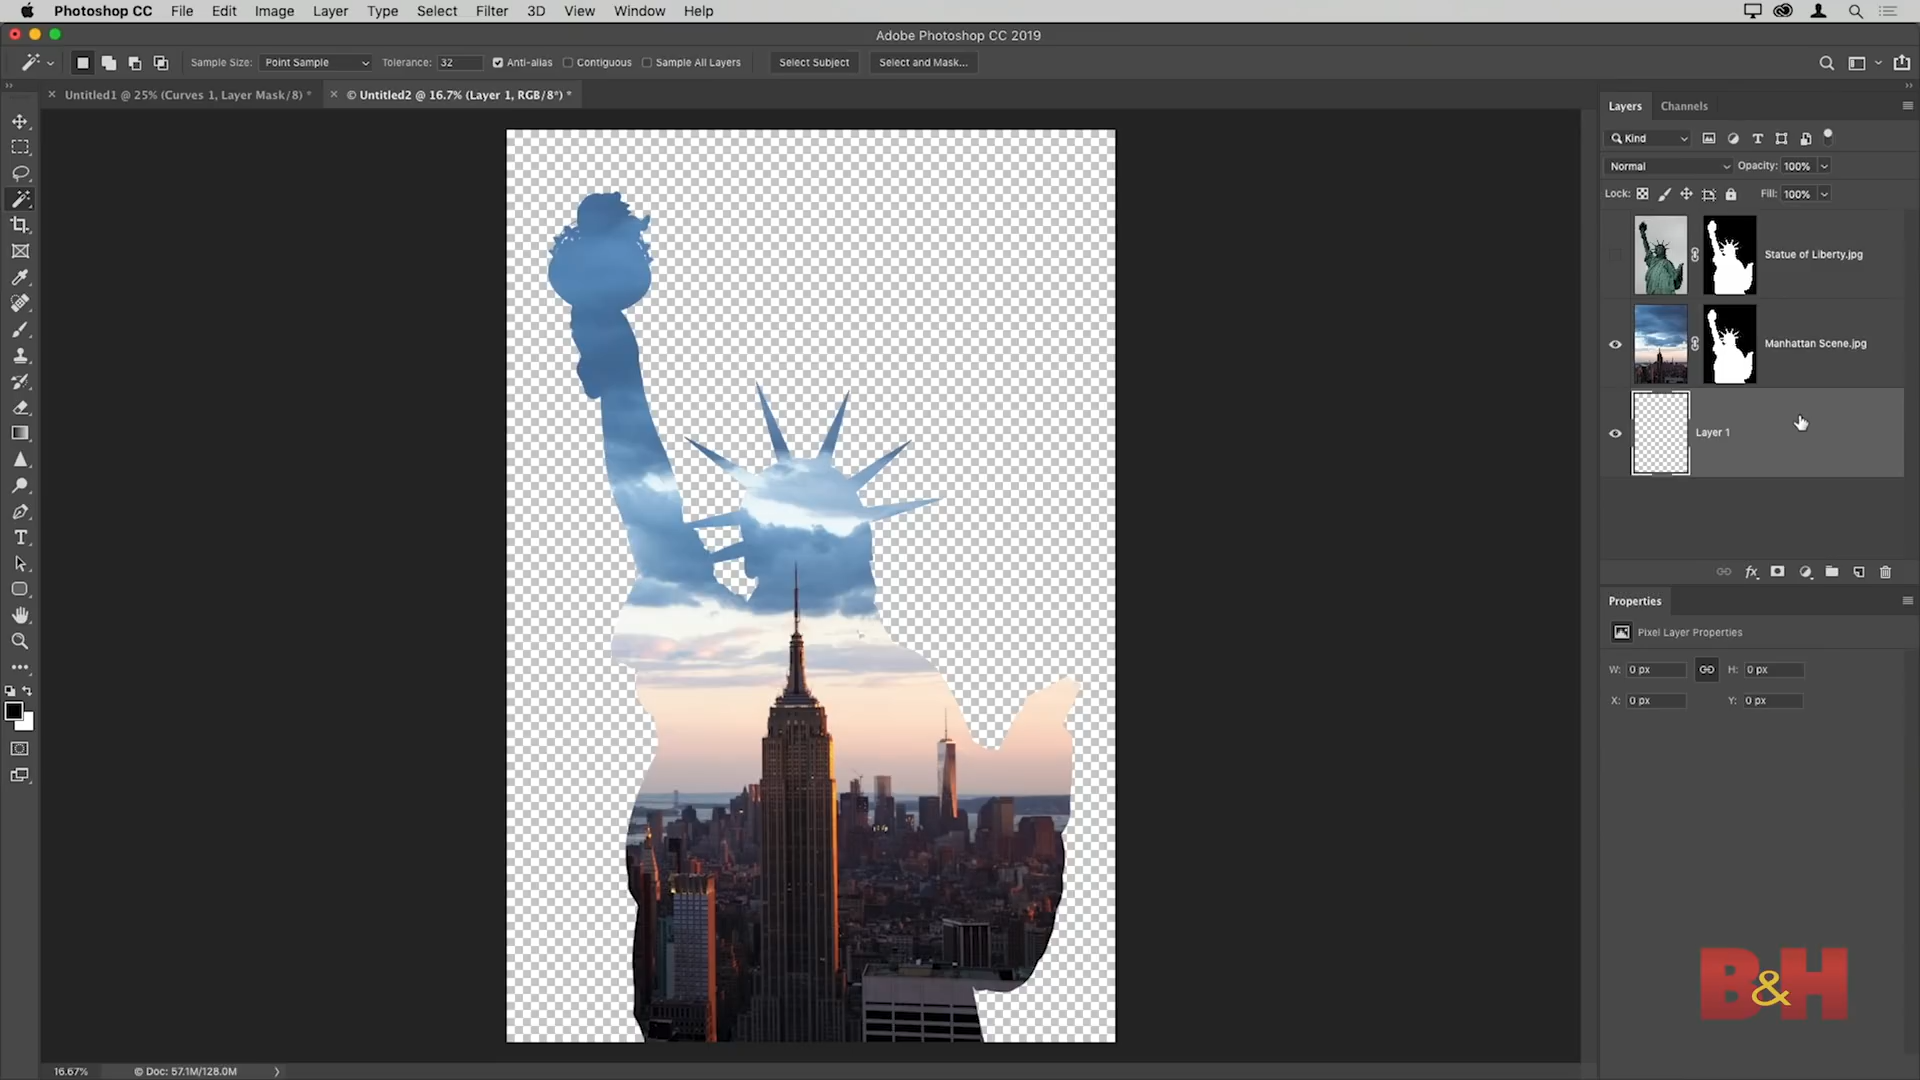 Photoshop CC File Edit Image Layer Type Select Filter 3D View Window Help
Adobe Photoshop CC 2019
Sample Size: Point Sample Tolerance: 32 Anti-alias Contiguous Sample All Layers Select Subject Select and Mask...
Untitled1 @ 25% (Curves 1, Layer Mask/8) * © Untitled2 @ 16.7% (Layer 1, RGB/8*) *
Layers Channels
Kind
Normal Opacity: 100%
Lock: Fill: 100%
Statue of Liberty.jpg
Manhattan Scene.jpg
Layer 1
fx
Properties
Pixel Layer Properties
W: 0 px H: 0 px
X: 0 px Y: 0 px
B&H
16.67% © Doc: 57.1M/128.0M